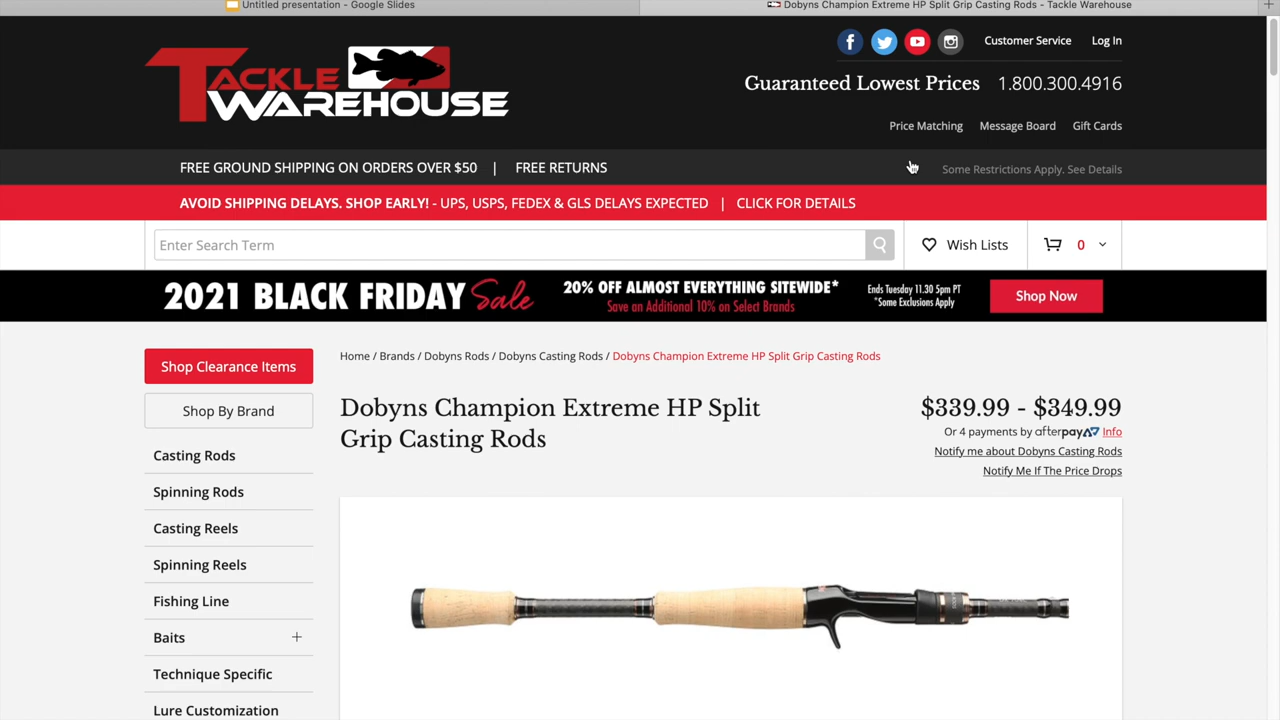 Untitled presentation - Google Slides
Dobyns Champion Extreme HP Split Grip Casting Rods - Tackle Warehouse
TACKLE
WAREHOUSE
Customer Service
Log In
Guaranteed Lowest Prices 1.800.300.4916
Price Matching
Message Board
Gift Cards
FREE GROUND SHIPPING ON ORDERS OVER $50 | FREE RETURNS
Some Restrictions Apply. See Details
AVOID SHIPPING DELAYS. SHOP EARLY! - UPS, USPS, FEDEX & GLS DELAYS EXPECTED | CLICK FOR DETAILS
Enter Search Term
Wish Lists
0
2021 BLACK FRIDAY Sale
20% OFF ALMOST EVERYTHING SITEWIDE*
Save an Additional 10% on Select Brands
Ends Tuesday 11.30 5pm PT
*Some Exclusions Apply
Shop Now
Shop Clearance Items
Shop By Brand
Casting Rods
Spinning Rods
Casting Reels
Spinning Reels
Fishing Line
Baits
Technique Specific
Lure Customization
Home / Brands / Dobyns Rods / Dobyns Casting Rods / Dobyns Champion Extreme HP Split Grip Casting Rods
Dobyns Champion Extreme HP Split
Grip Casting Rods
$339.99 - $349.99
Or 4 payments by afterpay Info
Notify me about Dobyns Casting Rods
Notify Me If The Price Drops